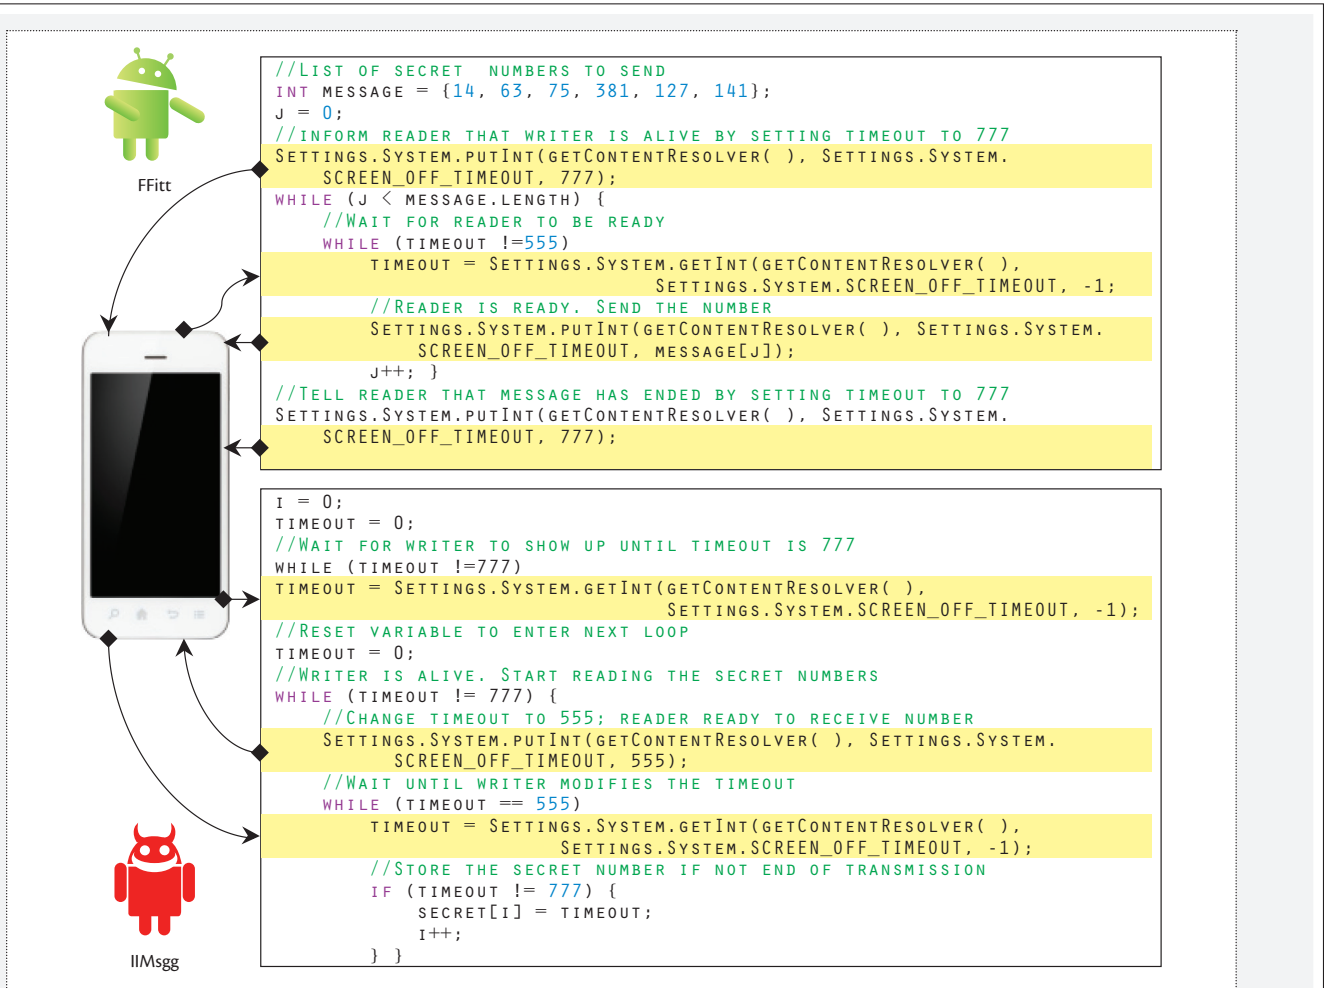 //List of secret numbers to send
int message = {14, 63, 75, 381, 127, 141};
j = 0;
//inform reader that writer is alive by setting timeout to 777
Settings.System.putInt(getContentResolver( ), Settings.System.
SCREEN_OFF_TIMEOUT, 777);
FFitt
while (j < message.length) {
//Wait for reader to be ready
while (timeout !=555)
timeout = Settings.System.getInt(getContentResolver( ),
Settings.System.SCREEN_OFF_TIMEOUT, -1;
//Reader is ready. Send the number
Settings.System.putInt(getContentResolver( ), Settings.System.
SCREEN_OFF_TIMEOUT, message[j]);
j++; }
//Tell reader that message has ended by setting timeout to 777
Settings.System.putInt(getContentResolver( ), Settings.System.
SCREEN_OFF_TIMEOUT, 777);
i = 0;
timeout = 0;
//Wait for writer to show up until timeout is 777
while (timeout !=777)
timeout = Settings.System.getInt(getContentResolver( ),
Settings.System.SCREEN_OFF_TIMEOUT, -1);
//Reset variable to enter next loop
timeout = 0;
//Writer is alive. Start reading the secret numbers
while (timeout != 777) {
//Change timeout to 555; reader ready to receive number
Settings.System.putInt(getContentResolver( ), Settings.System.
SCREEN_OFF_TIMEOUT, 555);
//Wait until writer modifies the timeout
while (timeout == 555)
timeout = Settings.System.getInt(getContentResolver( ),
Settings.System.SCREEN_OFF_TIMEOUT, -1);
//Store the secret number if not end of transmission
if (timeout != 777) {
secret[i] = timeout;
i++;
} }
IIMsgg